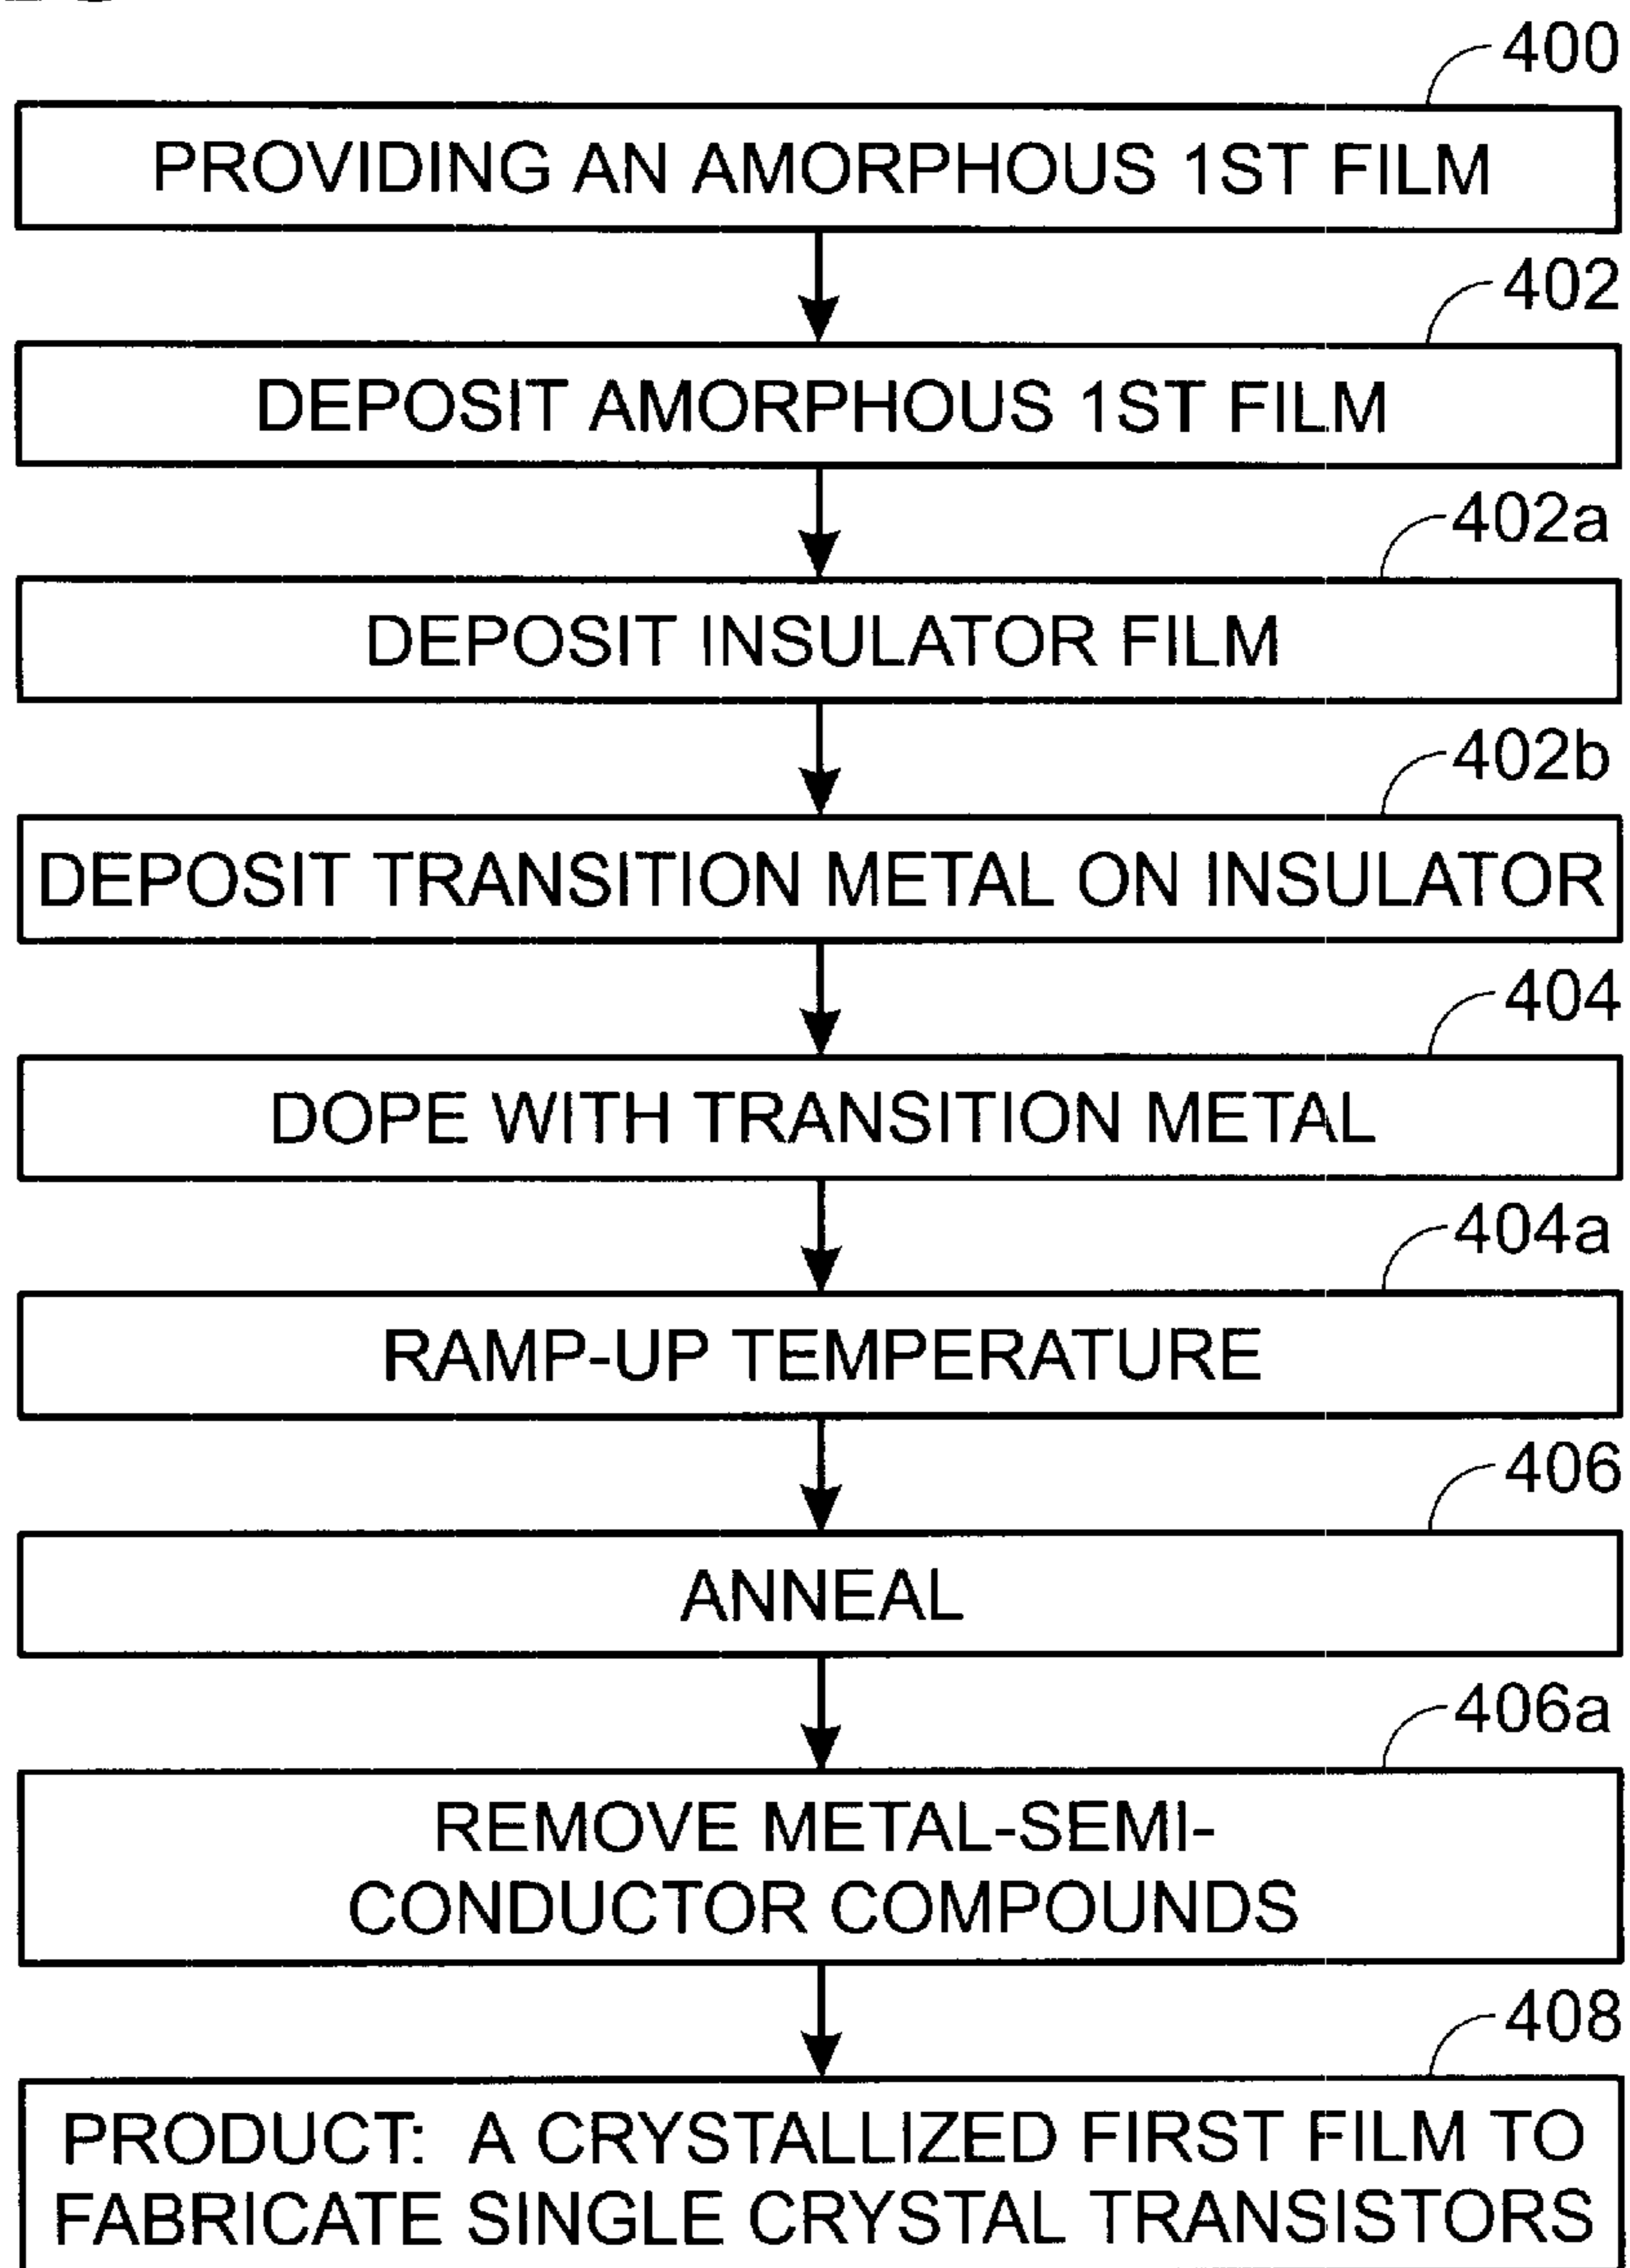 400
PROVIDING AN AMORPHOUS 1ST FILM
402
DEPOSIT AMORPHOUS 1ST FILM
402a
DEPOSIT INSULATOR FILM
402b
DEPOSIT TRANSITION METAL ON INSULATOR
404
DOPE WITH TRANSITION METAL
404a
RAMP-UP TEMPERATURE
406
ANNEAL
406a
REMOVE METAL-SEMI-
CONDUCTOR COMPOUNDS
408
PRODUCT: A CRYSTALLIZED FIRST FILM TO
FABRICATE SINGLE CRYSTAL TRANSISTORS